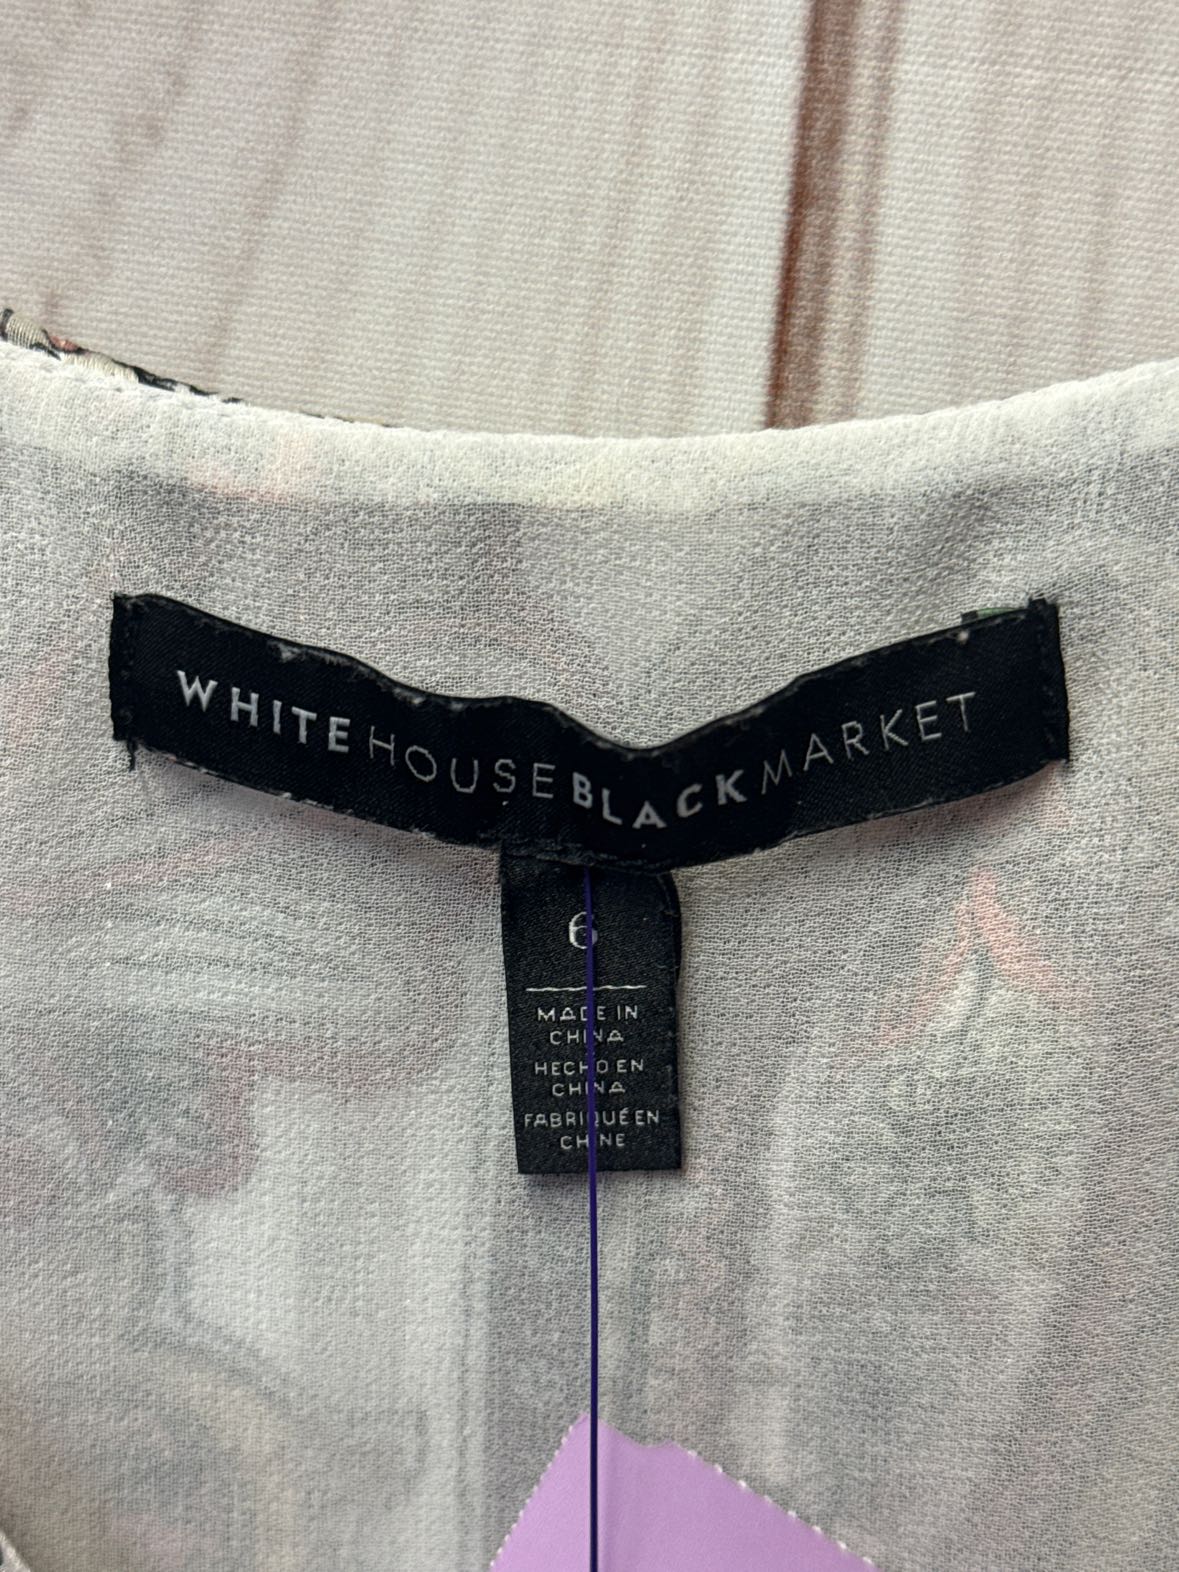 WHITEHOUSEBLACKMARKET
6
MADE IN
CHINA
HECHO EN
CHINA
FABRIQUÉ EN
CHINE